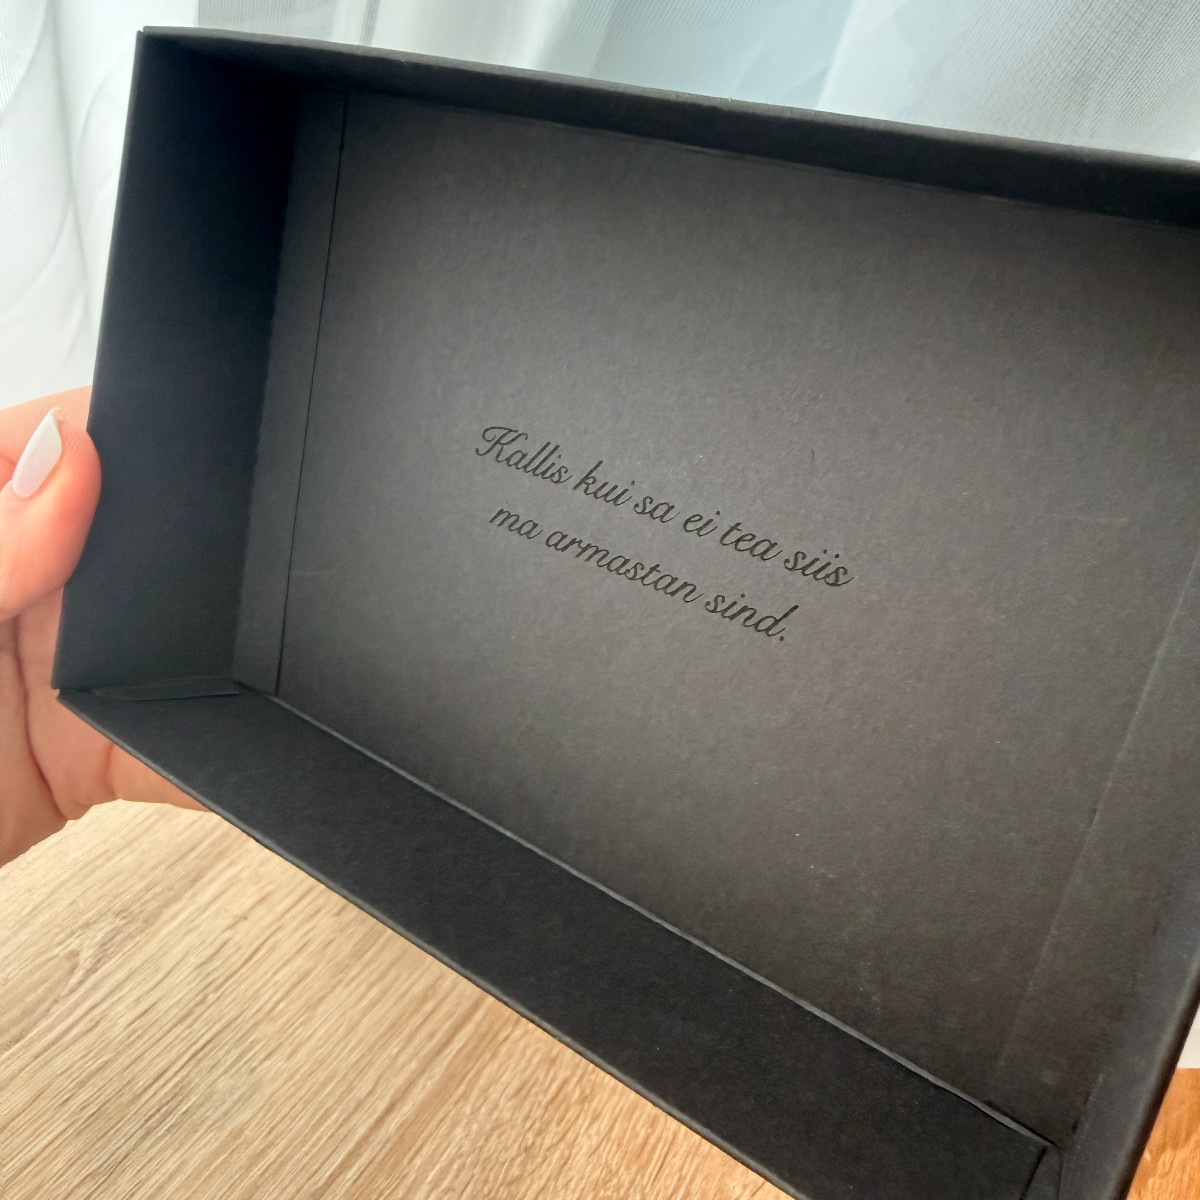 Kallis kui sa ei tea siis
ma armastan sind.